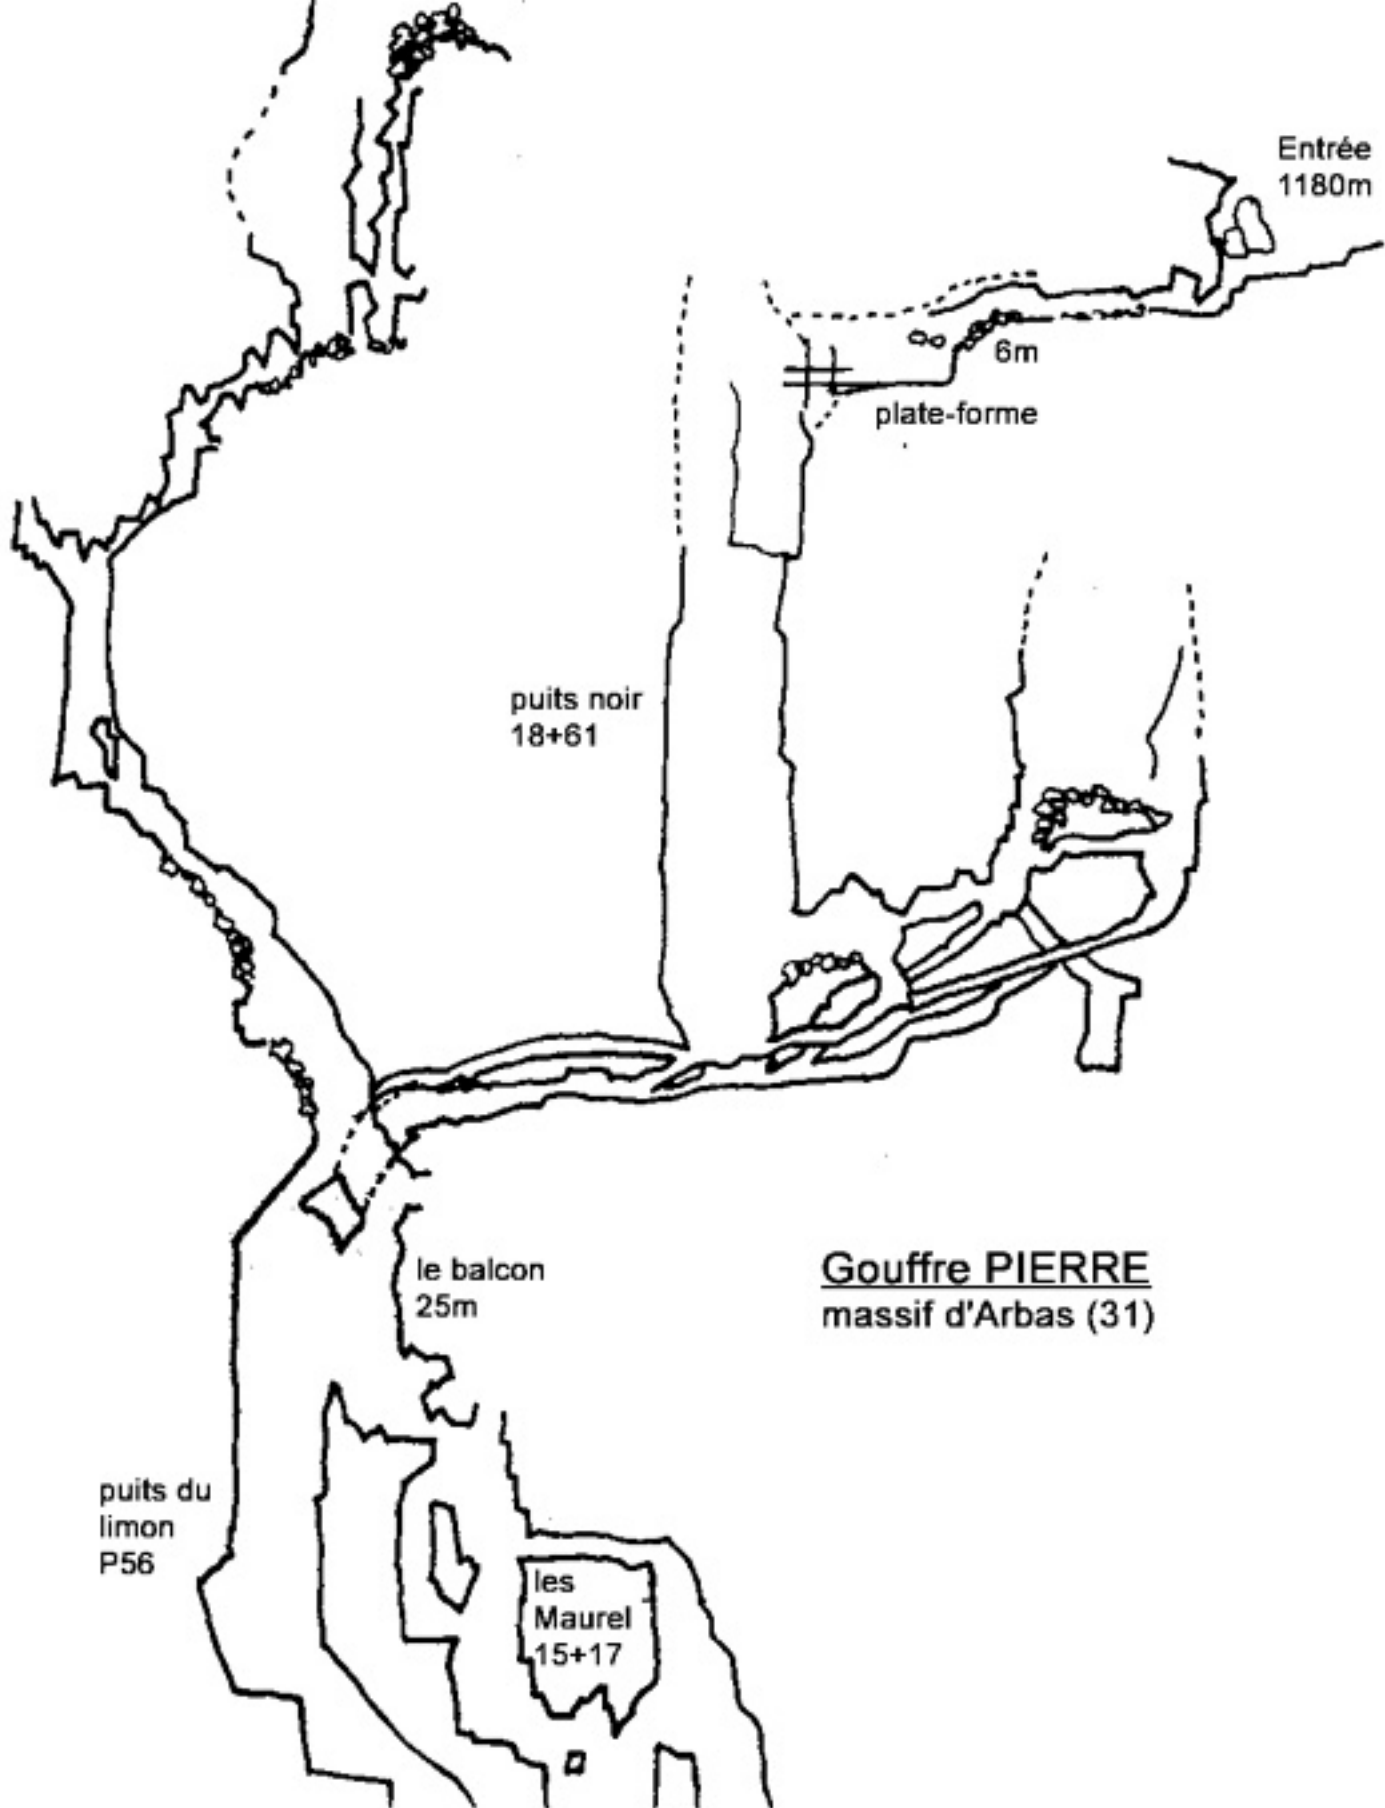 Entrée
1180m
6m
plate-forme
puits noir
18+61
Gouffre PIERRE
massif d'Arbas (31)
le balcon
25m
puits du
limon
P56
les
Maurel
15+17